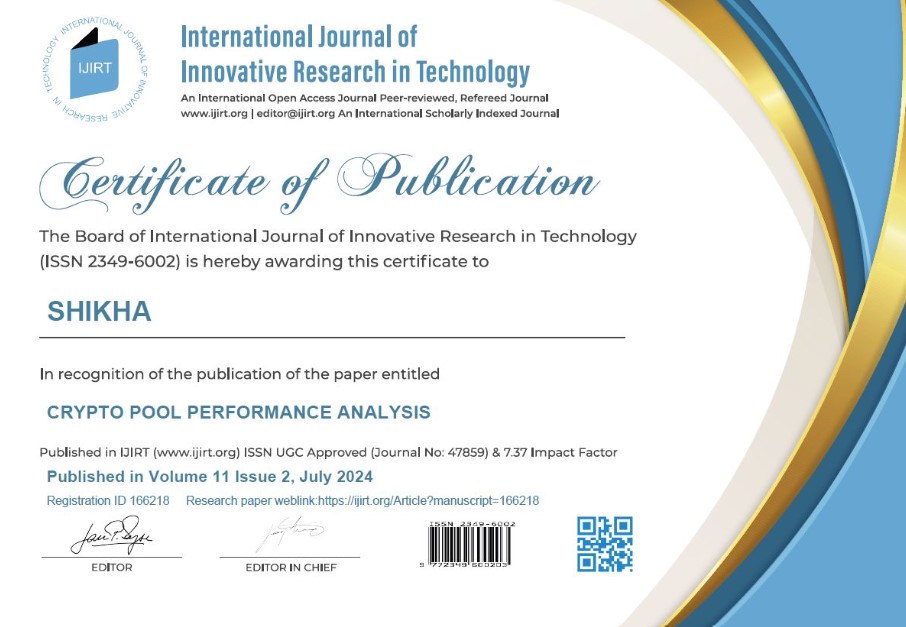 INTERNATIONAL JOURNAL OF INNOVATIVE RESEARCH IN TECHNOLOGY
IJIRT
International Journal of
Innovative Research in Technology
An International Open Access Journal Peer-reviewed, Refereed Journal
www.ijirt.org | editor@ijirt.org An International Scholarly Indexed Journal
Certificate of Publication
The Board of International Journal of Innovative Research in Technology
(ISSN 2349-6002) is hereby awarding this certificate to
SHIKHA
In recognition of the publication of the paper entitled
CRYPTO POOL PERFORMANCE ANALYSIS
Published in IJIRT (www.ijirt.org) ISSN UGC Approved (Journal No: 47859) & 7.37 Impact Factor
Published in Volume 11 Issue 2, July 2024
Registration ID 166218 Research paper weblink:https://ijirt.org/Article?manuscript=166218
EDITOR
EDITOR IN CHIEF
ISSN 2349-6002